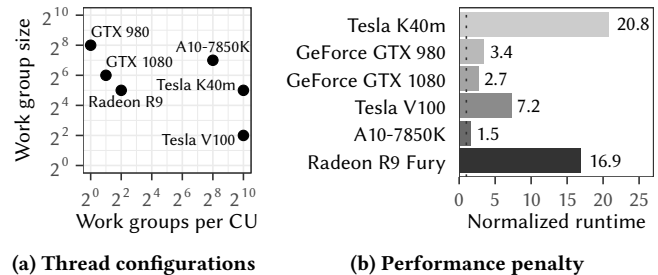 Work group size
2^10
2^8
2^6
2^4
2^2
2^0
GTX 980
GTX 1080
A10-7850K
Radeon R9
Tesla K40m
Tesla V100
2^0 2^2 2^4 2^6 2^8 2^10
Work groups per CU
(a) Thread configurations
Tesla K40m 20.8
GeForce GTX 980 3.4
GeForce GTX 1080 2.7
Tesla V100 7.2
A10-7850K 1.5
Radeon R9 Fury 16.9
0 5 10 15 20 25
Normalized runtime
(b) Performance penalty